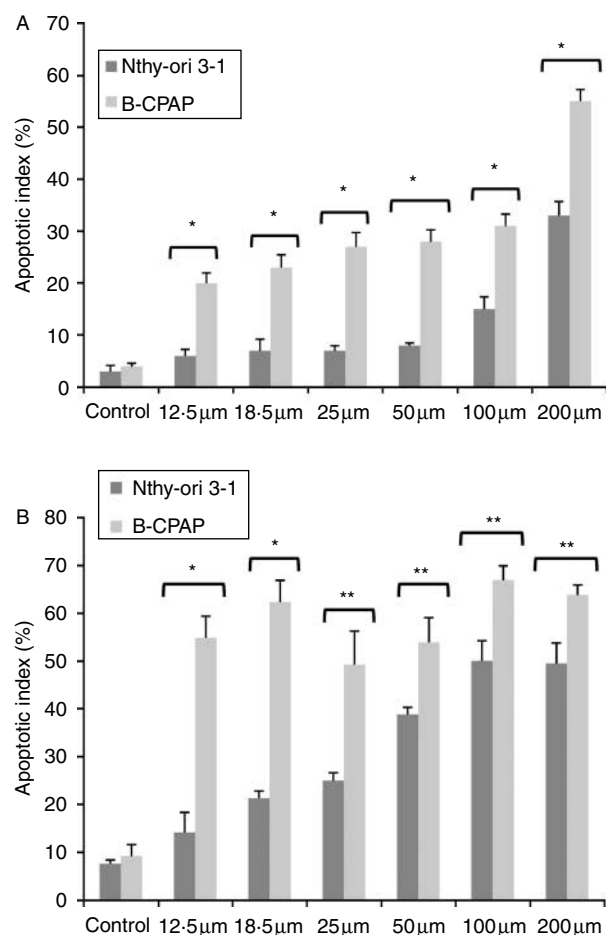 A
Nthy-ori 3-1
B-CPAP
Apoptotic index (%)
70
60
50
40
30
20
10
0
* * * * * *
Control 12·5μm 18·5μm 25μm 50μm 100μm 200μm
B
Nthy-ori 3-1
B-CPAP
Apoptotic index (%)
80
70
60
50
40
30
20
10
0
* * ** ** ** **
Control 12·5μm 18·5μm 25μm 50μm 100μm 200μm